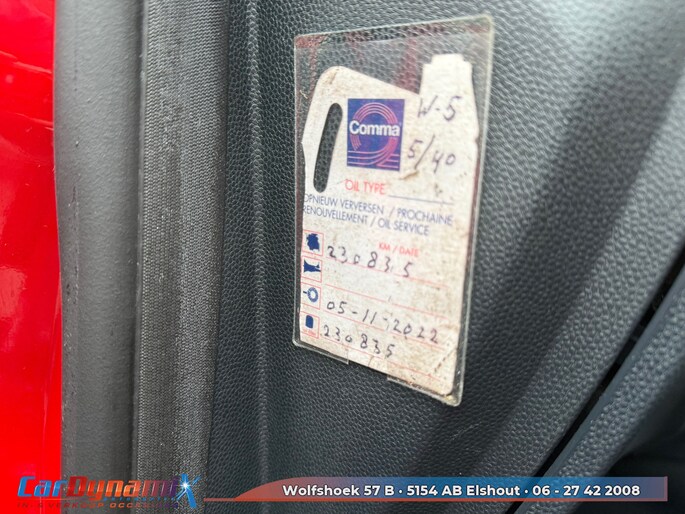 W-5
Comma
5/40
OIL TYPE
OPNIEUW VERVERSEN / PROCHAINE
RENOUVELLEMENT / OIL SERVICE
KM / DATE
230835
05-11-2022
230835
CarDynamiX
Wolfshoek 57 B • 5154 AB Elshout • 06 - 27 42 2008